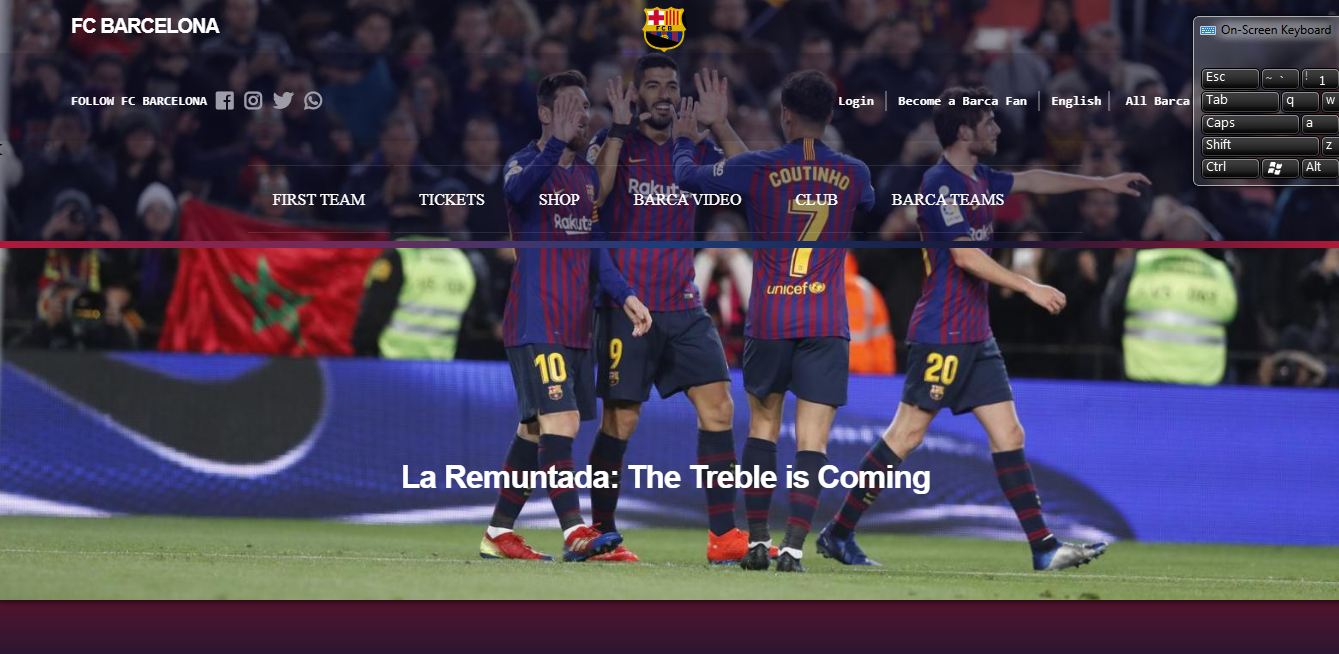 FC BARCELONA
FCB
On-Screen Keyboard
FOLLOW FC BARCELONA
Login
Become a Barca Fan
English
All Barca
Esc ~ ` ! 1
Tab q w
Caps a
Shift z
Ctrl Alt
FIRST TEAM TICKETS SHOP BARCA VIDEO CLUB BARCA TEAMS
Rakuten
COUTINHO
7
unicef
10
9
20
La Remuntada: The Treble is Coming